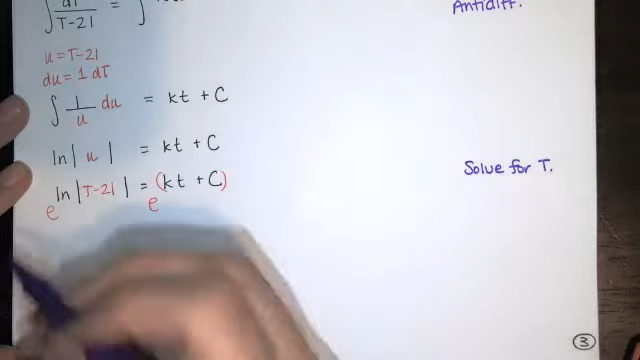 ∫ dT/T-21 = ∫
Antidiff.
u = T-21
du = 1 dT
∫ 1/u du = kt + C
ln|u| = kt + C
e ln|T-21| = e (kt + C)
Solve for T.
3